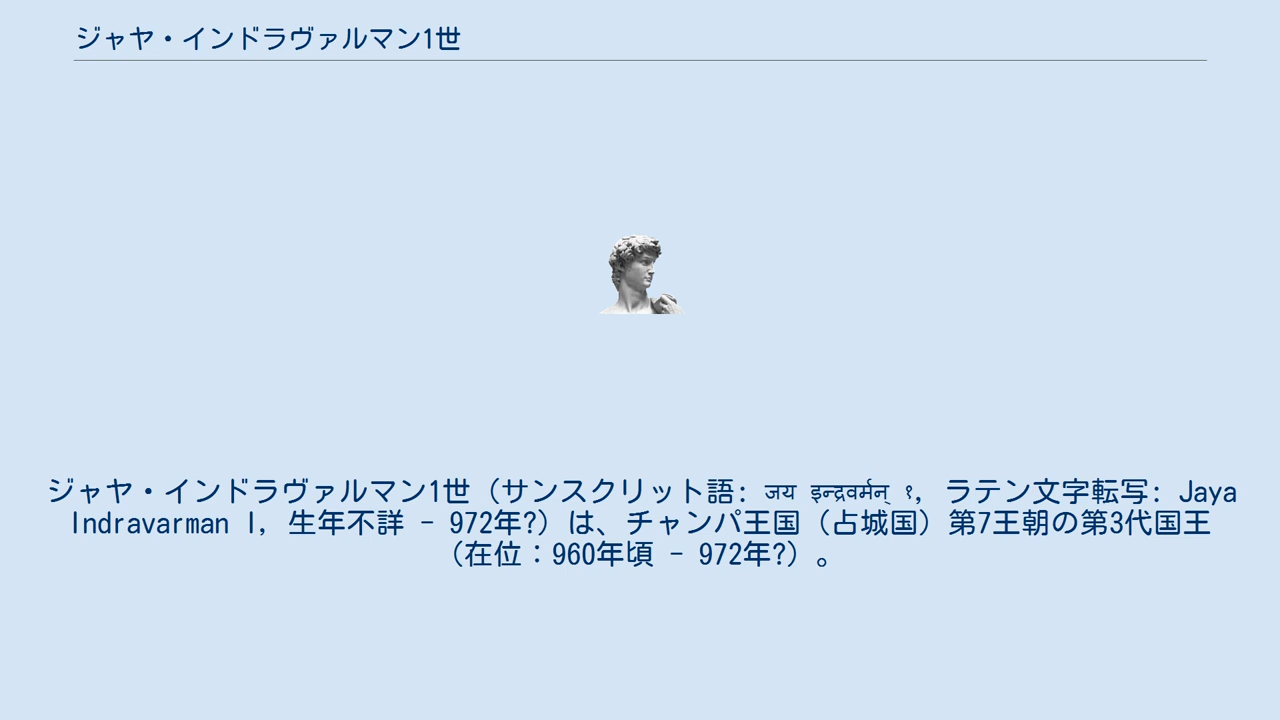 ジャヤ・インドラヴァルマン1世
ジャヤ・インドラヴァルマン1世（サンスクリット語: जय इन्द्रवर्मन् १, ラテン文字転写: Jaya
Indravarman I, 生年不詳 - 972年?）は、チャンパ王国（占城国）第7王朝の第3代国王
（在位：960年頃 - 972年?）。